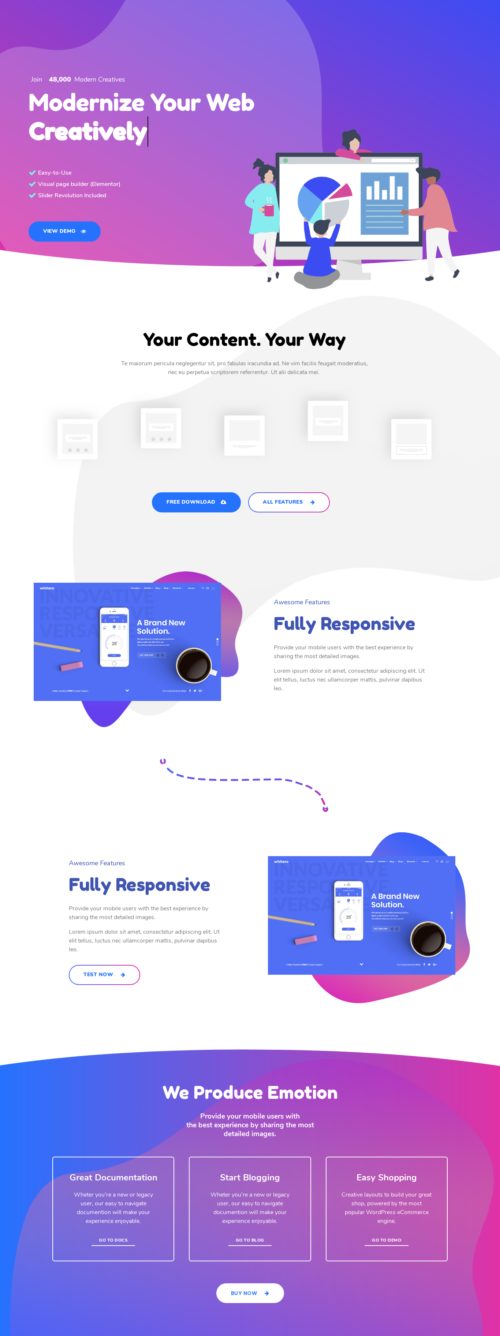 Join 48,000 Modern Creatives
Modernize Your Web
Creatively
Easy-to-Use
Visual page builder (Elementor)
Slider Revolution Included
VIEW DEMO
Your Content. Your Way
Te maiorum pericula neglegentur sit, pro fabulas iracundia ad. Ne vim facilis feugait moderatius,
nec eu perpetua scriptorem referrentur. Ut alii delicata mei.
FREE DOWNLOAD
ALL FEATURES
INNOVATIVE
RESPO
VERSA
A Brand New
Solution.
Awesome Features
Fully Responsive
Provide your mobile users with the best experience by
sharing the most detailed images.
Lorem ipsum dolor sit amet, consectetur adipiscing elit. Ut
elit tellus, luctus nec ullamcorper mattis, pulvinar dapibus
leo.
Awesome Features
Fully Responsive
Provide your mobile users with the best experience by
sharing the most detailed images.
Lorem ipsum dolor sit amet, consectetur adipiscing elit. Ut
elit tellus, luctus nec ullamcorper mattis, pulvinar dapibus
leo.
TEST NOW
INNOVATIVE
RESPO
VERSA
A Brand New
Solution.
We Produce Emotion
Provide your mobile users with
the best experience by sharing the most
detailed images.
Great Documentation
Wheter you're a new or legacy
user, our easy to navigate
documention will make your
experience enjoyable.
GO TO DOCS
Start Blogging
Wheter you're a new or legacy
user, our easy to navigate
documention will make your
experience enjoyable.
GO TO BLOG
Easy Shopping
Creative layouts to build your great
shop, powered by the most
popular WordPress eCommerce
engine.
GO TO DEMO
BUY NOW